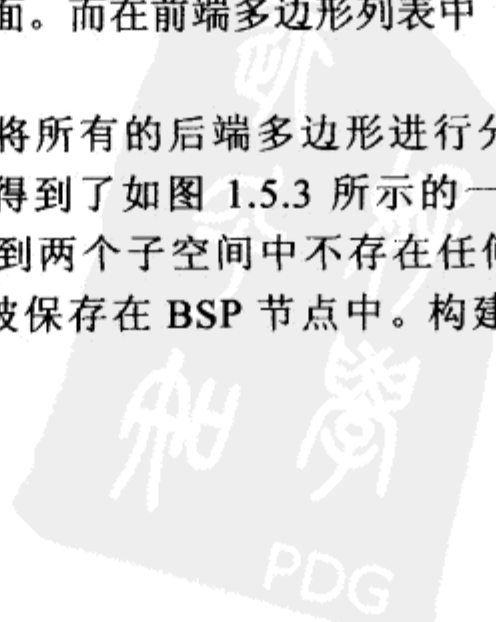 面。而在前端多边形列表中
将所有的后端多边形进行分
得到了如图 1.5.3 所示的一
到两个子空间中不存在任何
被保存在 BSP 节点中。构建
PDG